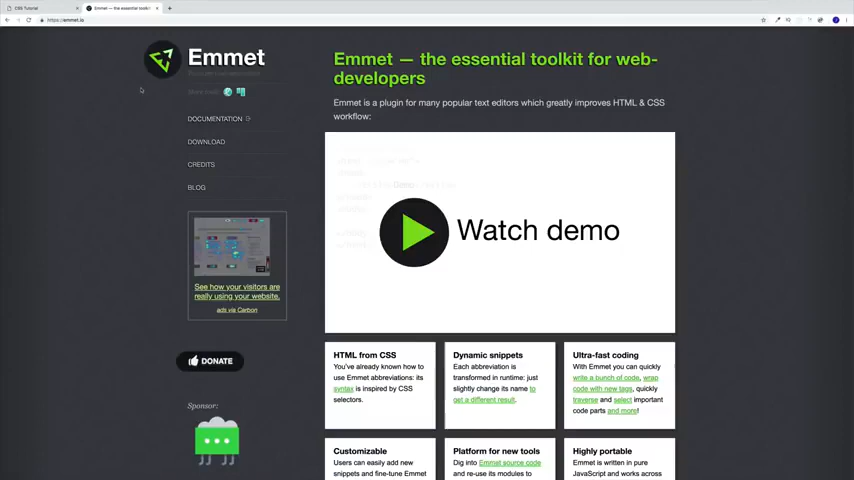 CSS Tutorial
Emmet — the essential toolkit f
https://emmet.io
Emmet
DOCUMENTATION
DOWNLOAD
CREDITS
BLOG
See how your visitors are
really using your website.
ads via Carbon
DONATE
Sponsor:
Emmet — the essential toolkit for web-
developers
Emmet is a plugin for many popular text editors which greatly improves HTML & CSS
workflow:
Watch demo
HTML from CSS
You've already known how to
use Emmet abbreviations: its
syntax is inspired by CSS
selectors.
Dynamic snippets
Each abbreviation is
transformed in runtime: just
slightly change its name to
get a different result.
Ultra-fast coding
With Emmet you can quickly
write a bunch of code, wrap
code with new tags, quickly
traverse and select important
code parts and more!
Customizable
Users can easily add new
snippets and fine-tune Emmet
Platform for new tools
Dig into Emmet source code
and re-use its modules to
Highly portable
Emmet is written in pure
JavaScript and works across